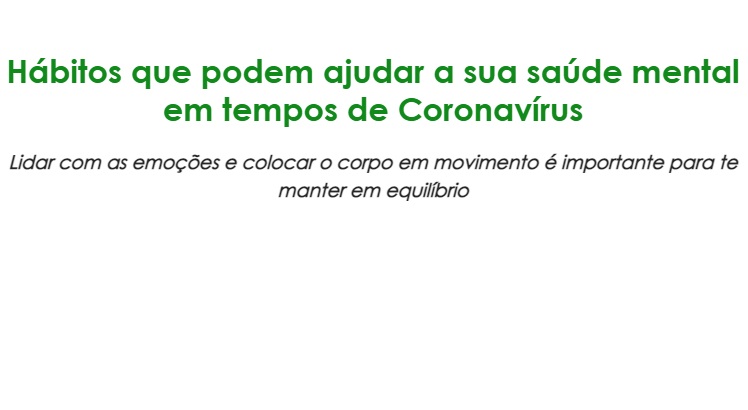 Hábitos que podem ajudar a sua saúde mental
em tempos de Coronavírus
Lidar com as emoções e colocar o corpo em movimento é importante para te
manter em equilíbrio